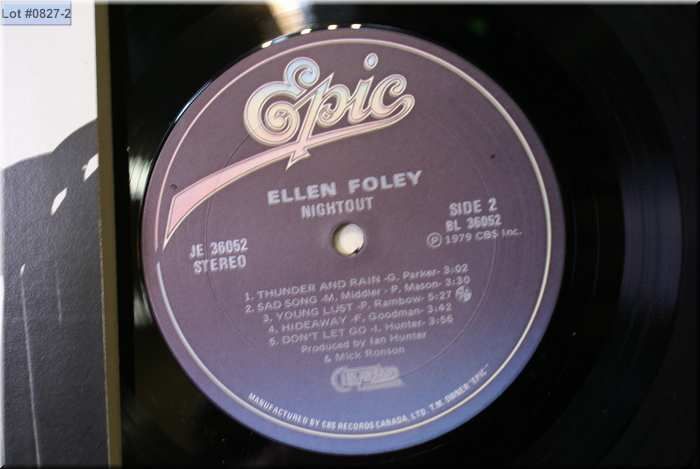 Lot #0827-2
Epic
ELLEN FOLEY
NIGHTOUT
JE 36052
STEREO
SIDE 2
BL 36052
Ⓟ 1979 CBS Inc.
1. THUNDER AND RAIN -G. Parker- 3:02
2. SAD SONG -M. Middler - P. Mason- 3:30
3. YOUNG LUST -P. Rambow- 5:27
4. HIDEAWAY -F. Goodman- 3:42
5. DON'T LET GO -I. Hunter- 3:56
Produced by Ian Hunter
& Mick Ronson
MANUFACTURED BY CBS RECORDS CANADA, LTD. T.M. OWNER "EPIC"